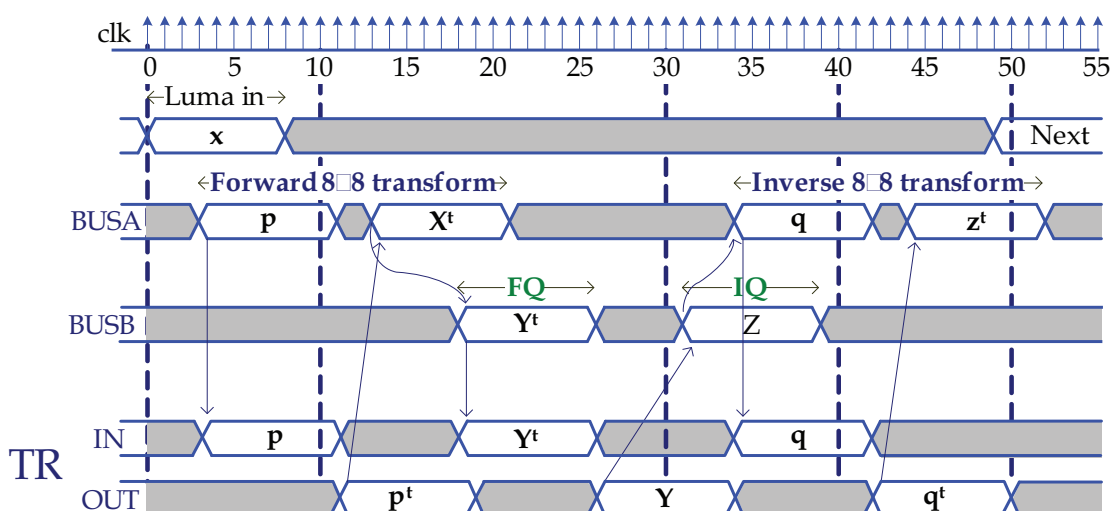 clk
0 5 10 15 20 25 30 35 40 45 50 55
Luma in
x Next
Forward 8□8 transform Inverse 8□8 transform
BUSA p Xᵗ q zᵗ
FQ IQ
BUSB Yᵗ Z
IN p Yᵗ q
TR
OUT pᵗ Y qᵗ